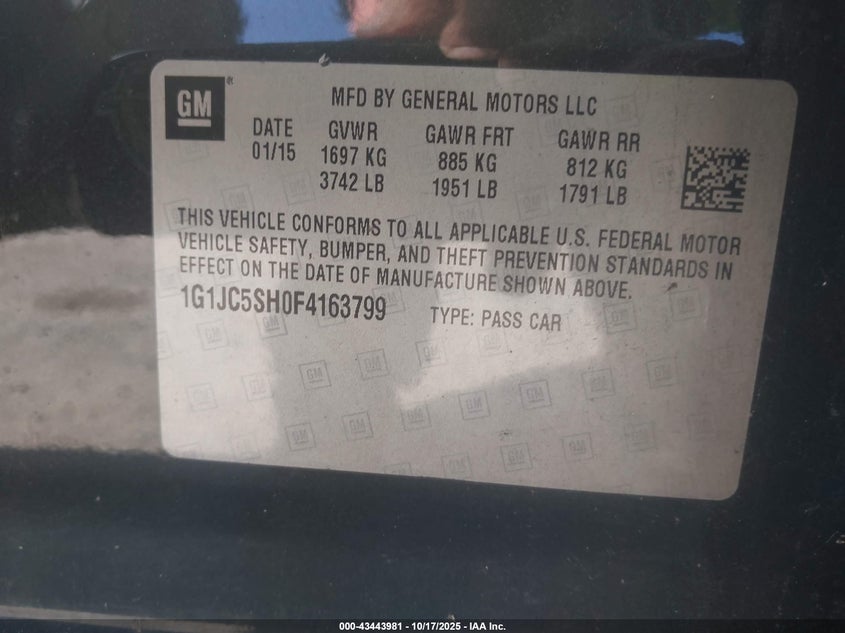 GM
MFD BY GENERAL MOTORS LLC
DATE GVWR GAWR FRT GAWR RR
01/15 1697 KG 885 KG 812 KG
3742 LB 1951 LB 1791 LB
THIS VEHICLE CONFORMS TO ALL APPLICABLE U.S. FEDERAL MOTOR
VEHICLE SAFETY, BUMPER, AND THEFT PREVENTION STANDARDS IN
EFFECT ON THE DATE OF MANUFACTURE SHOWN ABOVE.
1G1JC5SH0F4163799 TYPE: PASS CAR
000-43443981 - 10/17/2025 - IAA Inc.